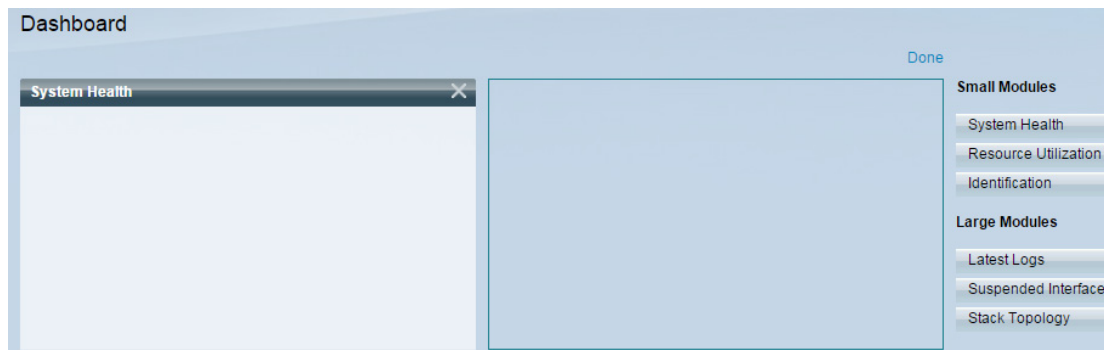 Dashboard
Done
System Health
Small Modules
System Health
Resource Utilization
Identification
Large Modules
Latest Logs
Suspended Interface
Stack Topology